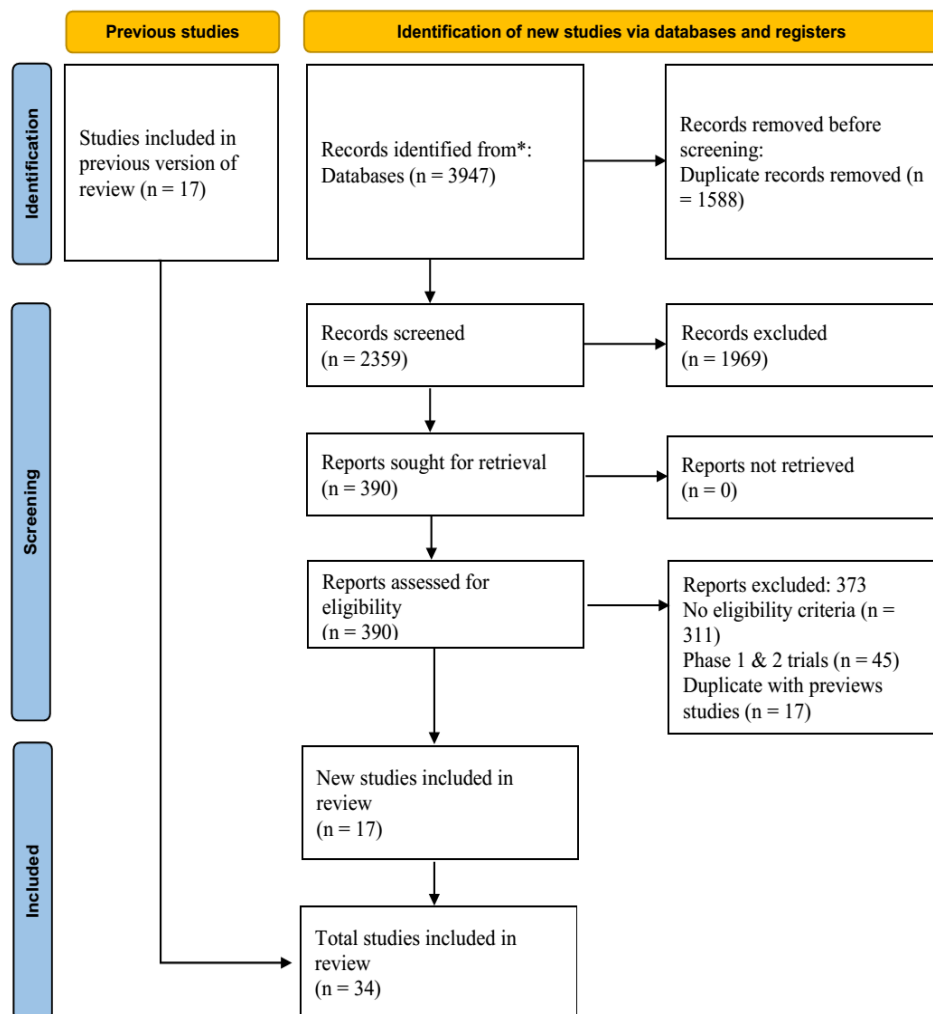 Previous studies
Identification of new studies via databases and registers
Identification
Studies included in
previous version of
review (n = 17)
Records identified from*:
Databases (n = 3947)
Records removed before
screening:
Duplicate records removed (n
= 1588)
Screening
Records screened
(n = 2359)
Records excluded
(n = 1969)
Reports sought for retrieval
(n = 390)
Reports not retrieved
(n = 0)
Reports assessed for
eligibility
(n = 390)
Reports excluded: 373
No eligibility criteria (n =
311)
Phase 1 & 2 trials (n = 45)
Duplicate with previews
studies (n = 17)
Included
New studies included in
review
(n = 17)
Total studies included in
review
(n = 34)